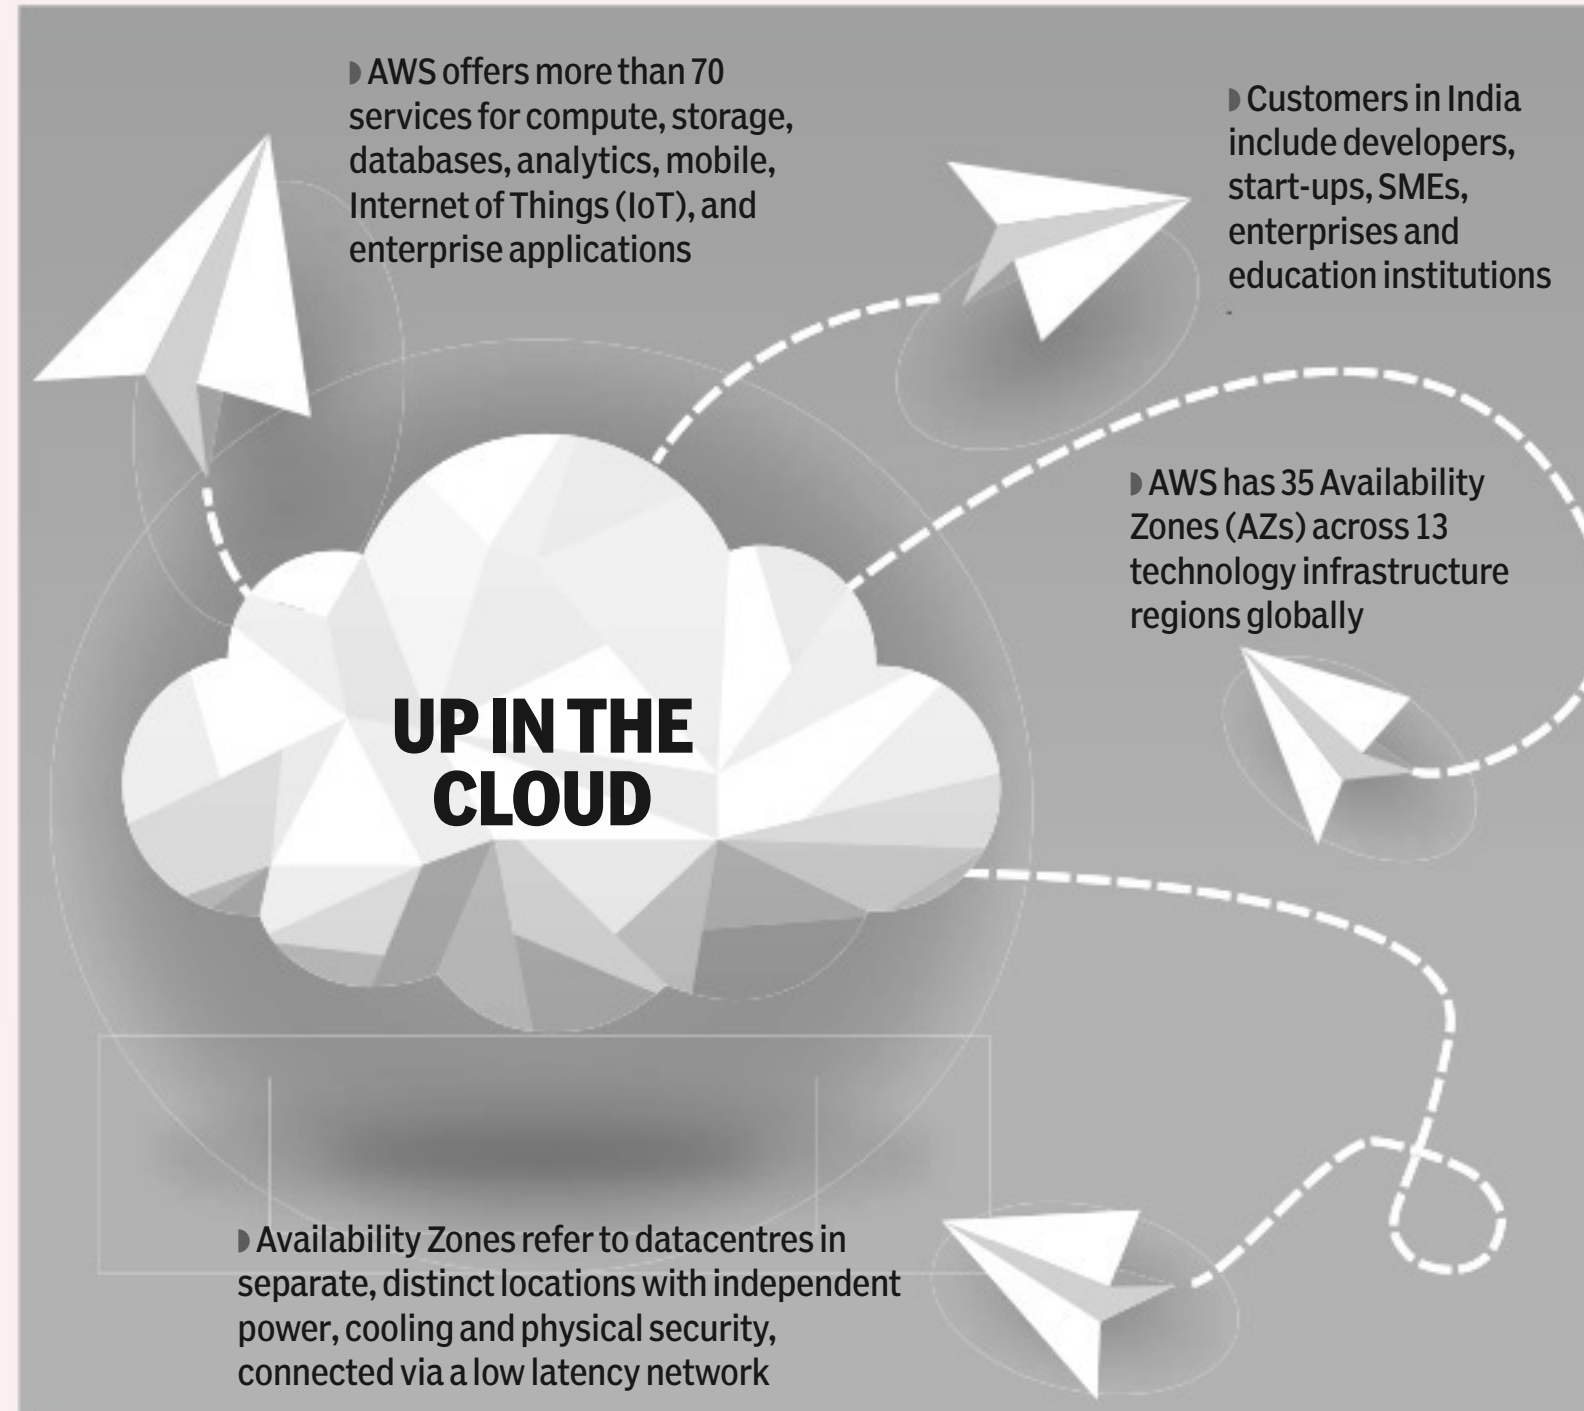 AWS offers more than 70
services for compute, storage,
databases, analytics, mobile,
Internet of Things (IoT), and
enterprise applications
Customers in India
include developers,
start-ups, SMEs,
enterprises and
education institutions
AWS has 35 Availability
Zones (AZs) across 13
technology infrastructure
regions globally
UP IN THE
CLOUD
Availability Zones refer to datacentres in
separate, distinct locations with independent
power, cooling and physical security,
connected via a low latency network